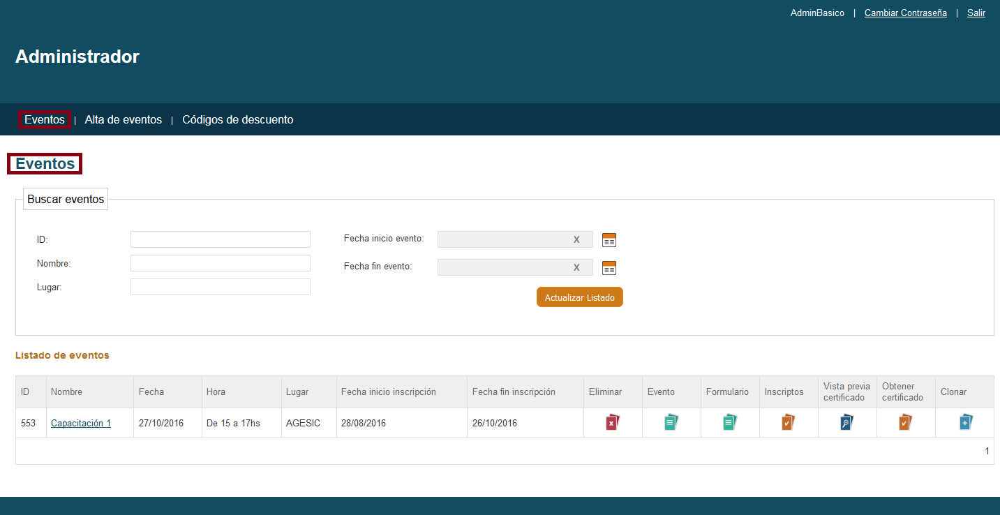 AdminBasico | Cambiar Contraseña | Salir
Administrador
Eventos | Alta de eventos | Códigos de descuento
Eventos
Buscar eventos
ID:
Fecha inicio evento: X
Nombre:
Fecha fin evento: X
Lugar:
Actualizar Listado
Listado de eventos
ID Nombre Fecha Hora Lugar Fecha inicio inscripción Fecha fin inscripción Eliminar Evento Formulario Inscriptos Vista previa certificado Obtener certificado Clonar
553 Capacitación 1 27/10/2016 De 15 a 17hs AGESIC 28/08/2016 26/10/2016
1